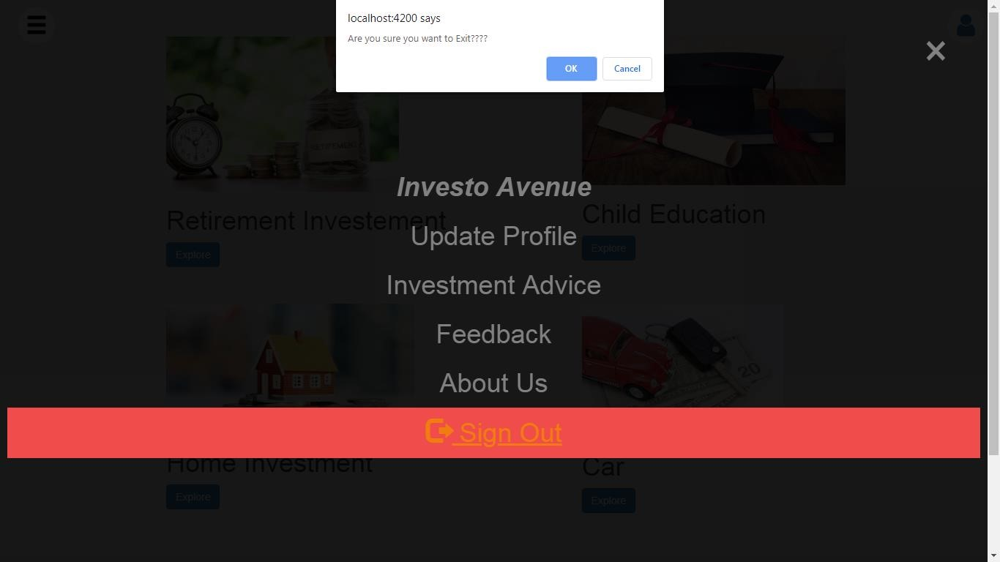 localhost:4200 says
Are you sure you want to Exit????
OK
Cancel
RETIREMENT
Investo Avenue
Retirement Investement
Child Education
Update Profile
Explore
Explore
Investment Advice
Feedback
20
About Us
Sign Out
Home Investment
Car
Explore
Explore